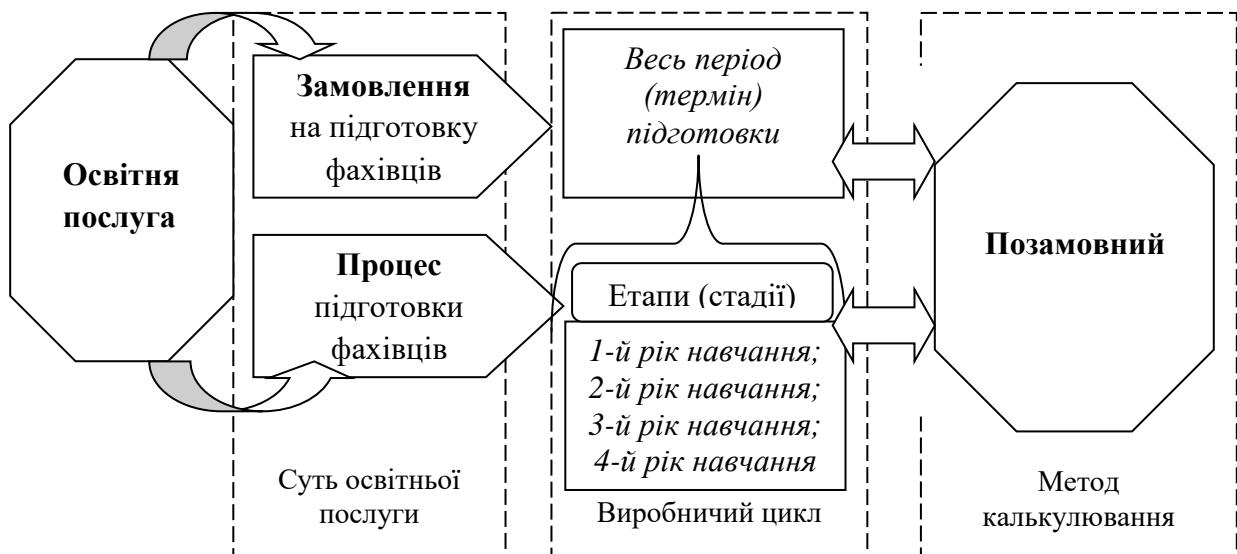 Освітня
послуга
Замовлення
на підготовку
фахівців
Процес
підготовки
фахівців
Суть освітньої
послуги
Весь період
(термін)
підготовки
Етапи (стадії)
1-й рік навчання;
2-й рік навчання;
3-й рік навчання;
4-й рік навчання
Виробничий цикл
Позамовний
Метод
калькулювання